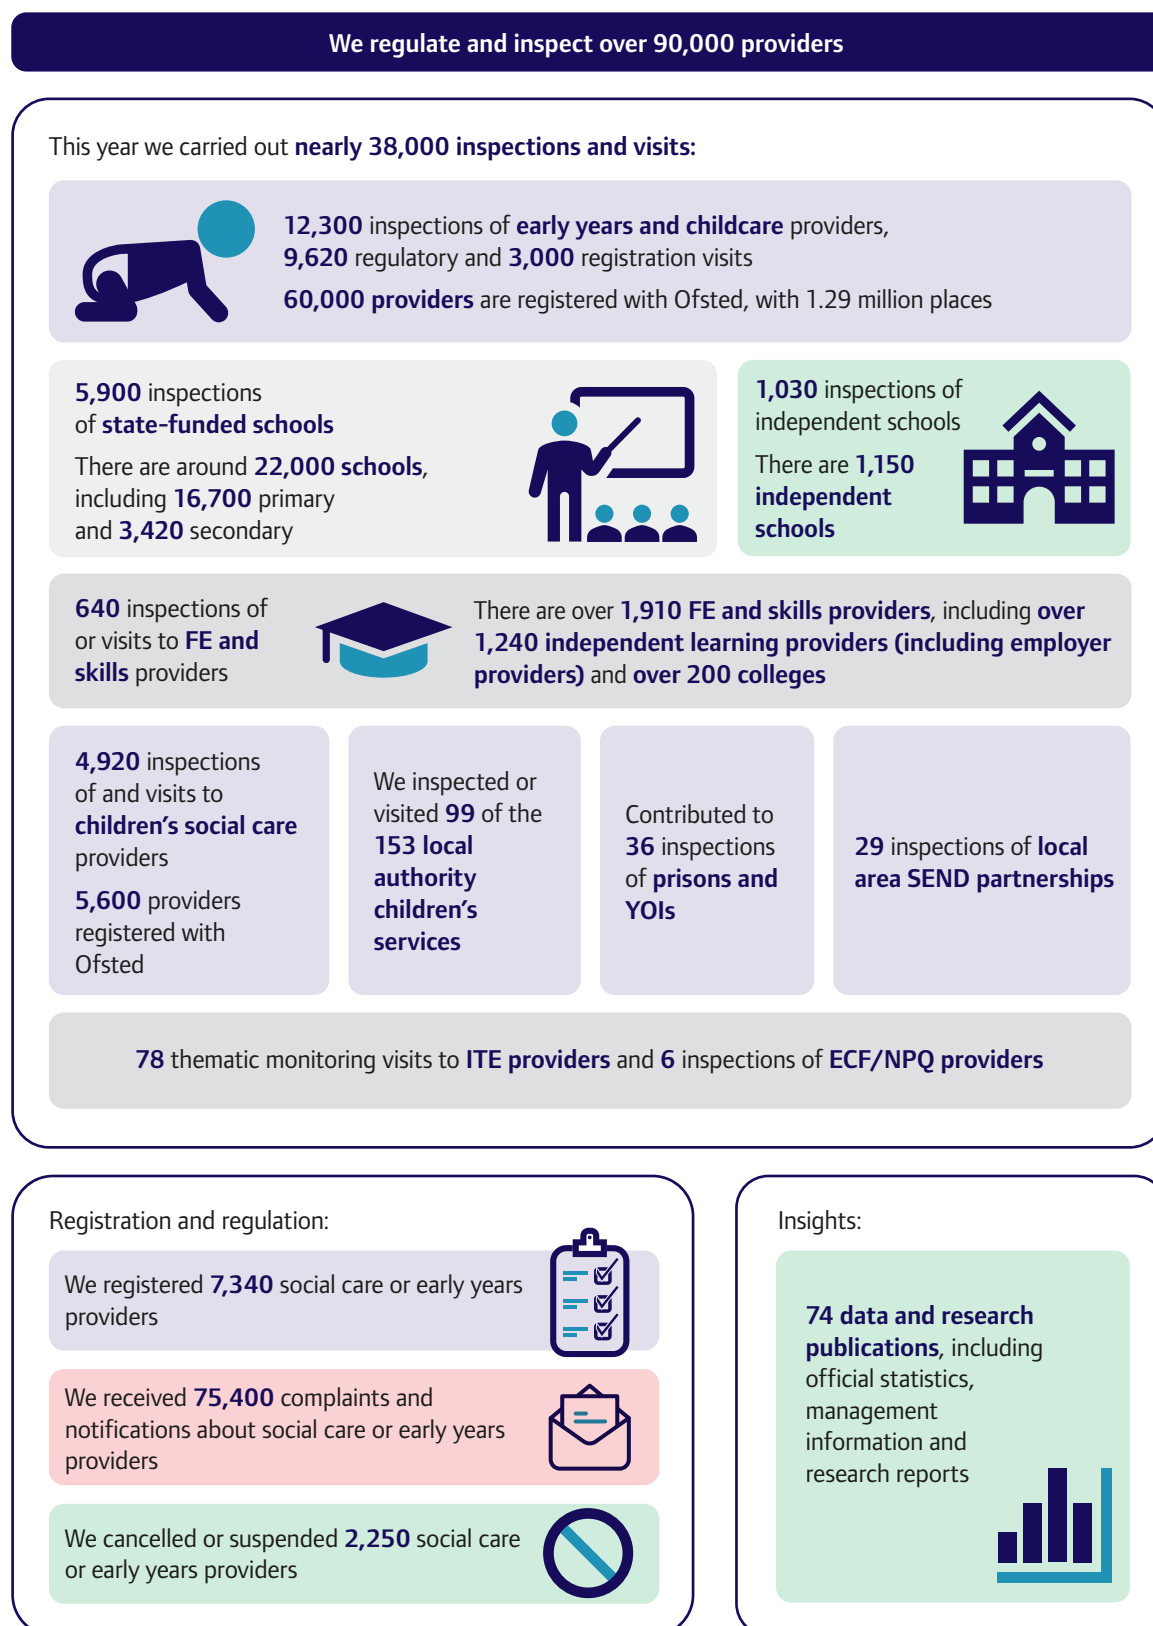 We regulate and inspect over 90,000 providers
This year we carried out nearly 38,000 inspections and visits:
12,300 inspections of early years and childcare providers,
9,620 regulatory and 3,000 registration visits
60,000 providers are registered with Ofsted, with 1.29 million places
5,900 inspections
of state-funded schools
There are around 22,000 schools,
including 16,700 primary
and 3,420 secondary
1,030 inspections of
independent schools
There are 1,150
independent
schools
640 inspections of
or visits to FE and
skills providers
There are over 1,910 FE and skills providers, including over
1,240 independent learning providers (including employer
providers) and over 200 colleges
4,920 inspections
of and visits to
children's social care
providers
5,600 providers
registered with
Ofsted
We inspected or
visited 99 of the
153 local
authority
children's
services
Contributed to
36 inspections
of prisons and
YOIs
29 inspections of local
area SEND partnerships
78 thematic monitoring visits to ITE providers and 6 inspections of ECF/NPQ providers
Registration and regulation:
We registered 7,340 social care or early years
providers
We received 75,400 complaints and
notifications about social care or early years
providers
We cancelled or suspended 2,250 social care
or early years providers
Insights:
74 data and research
publications, including
official statistics,
management
information and
research reports